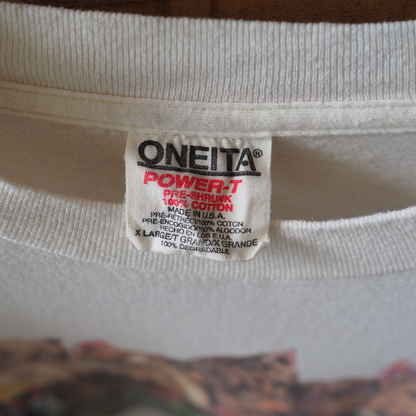 ONEITA®
POWER-T
PRE-SHRUNK
100% COTTON
MADE IN U.S.A.
PRÉ-RÉTRÉCI/100% COTON
PRE-ENCOGIDO/100% ALGODON
HECHO EN LOS E.U.A.
X LARGE/T GRAND/X GRANDE
100% DEGRADABLE